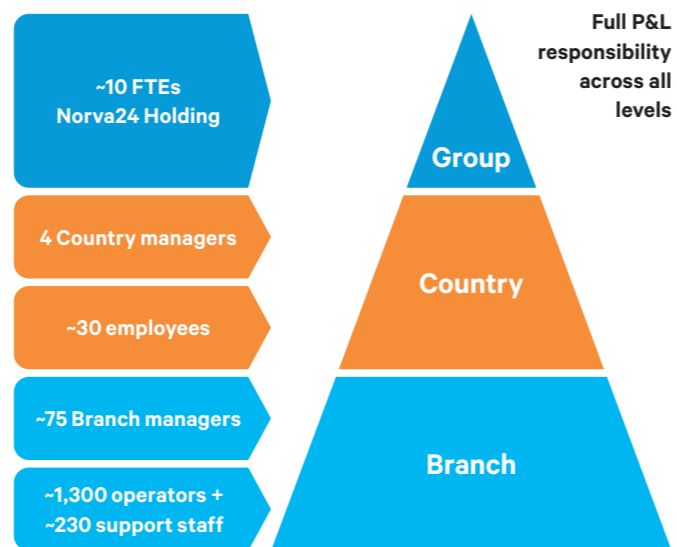 Full P&L
responsibility
across all
levels
~10 FTEs
Norva24 Holding
Group
4 Country managers
Country
~30 employees
~75 Branch managers
Branch
~1,300 operators +
~230 support staff